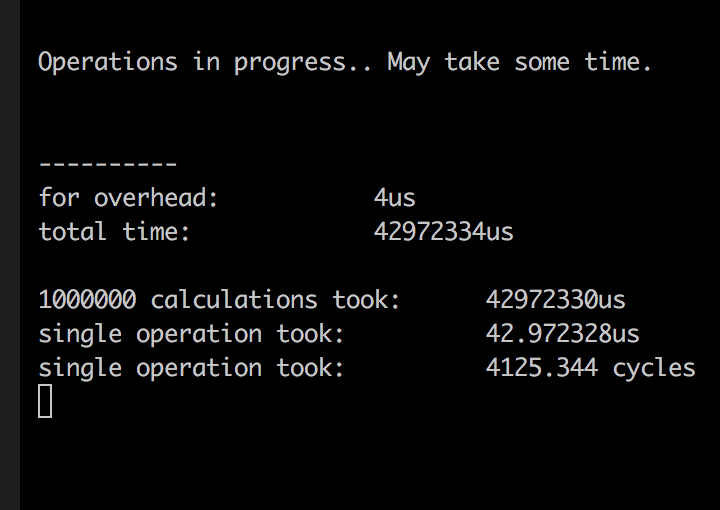 Operations in progress.. May take some time.
----------
for overhead: 4us
total time: 42972334us
1000000 calculations took: 42972330us
single operation took: 42.972328us
single operation took: 4125.344 cycles